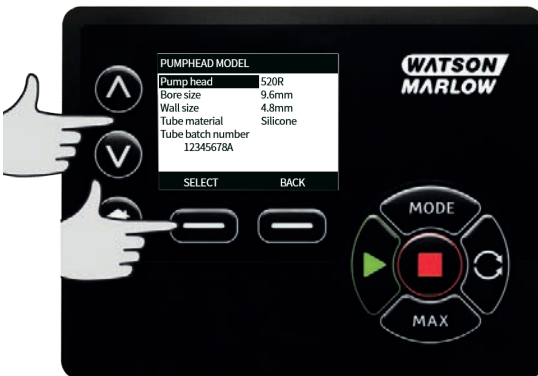 PUMPHEAD MODEL
Pump head 520R
Bore size 9.6mm
Wall size 4.8mm
Tube material Silicone
Tube batch number
12345678A
SELECT BACK
WATSON
MARLOW
MODE
MAX